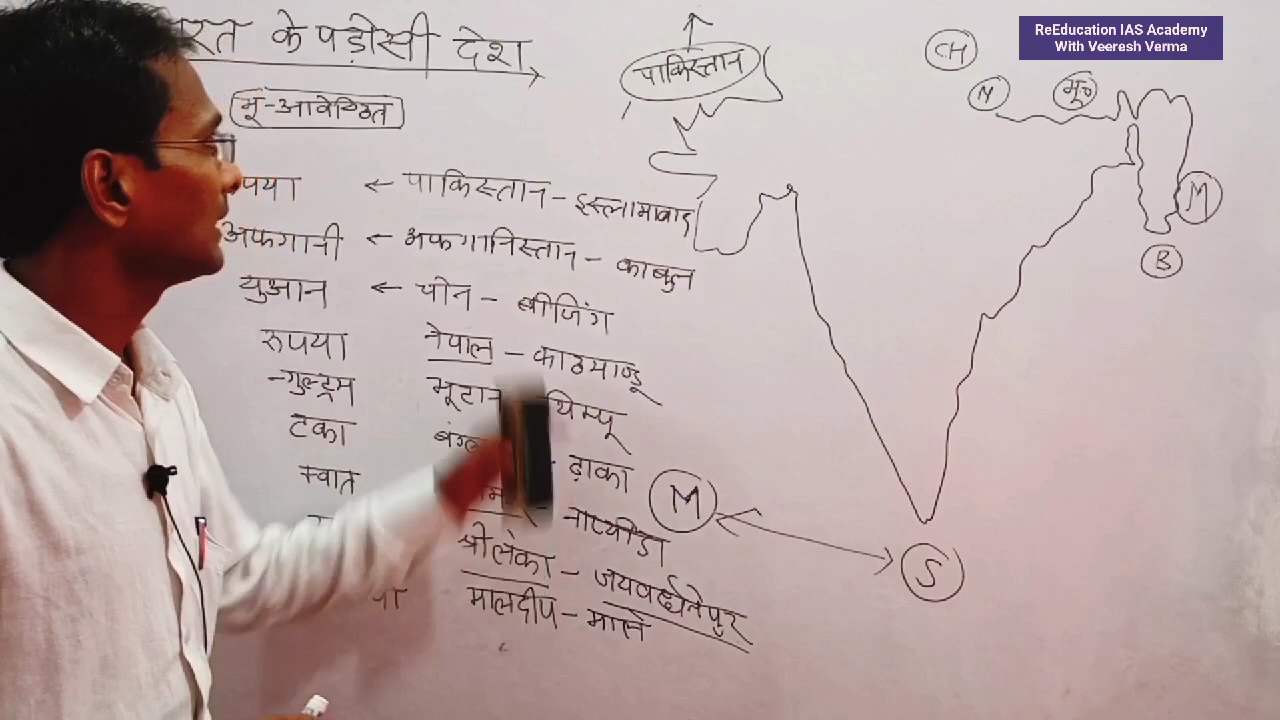 रत के पड़ोसी देश
भू-आवेष्ठित
पया ← पाकिस्तान - इस्लामाबाद
अफगानी ← अफगानिस्तान - काबुल
युआन ← चीन - बीजिंग
रुपया नेपाल - काठमाण्डू
गुल्ट्रम भूटान थिम्पू
टका बंग्ल - ढ़ाका
क्यात - नाप्यीडा
श्रीलंका - जयवर्द्धनेपुर
या मालदीप - माले
पाकिस्तान
CH
N
भू०
M
B
M
S
ReEducation IAS Academy
With Veeresh Verma